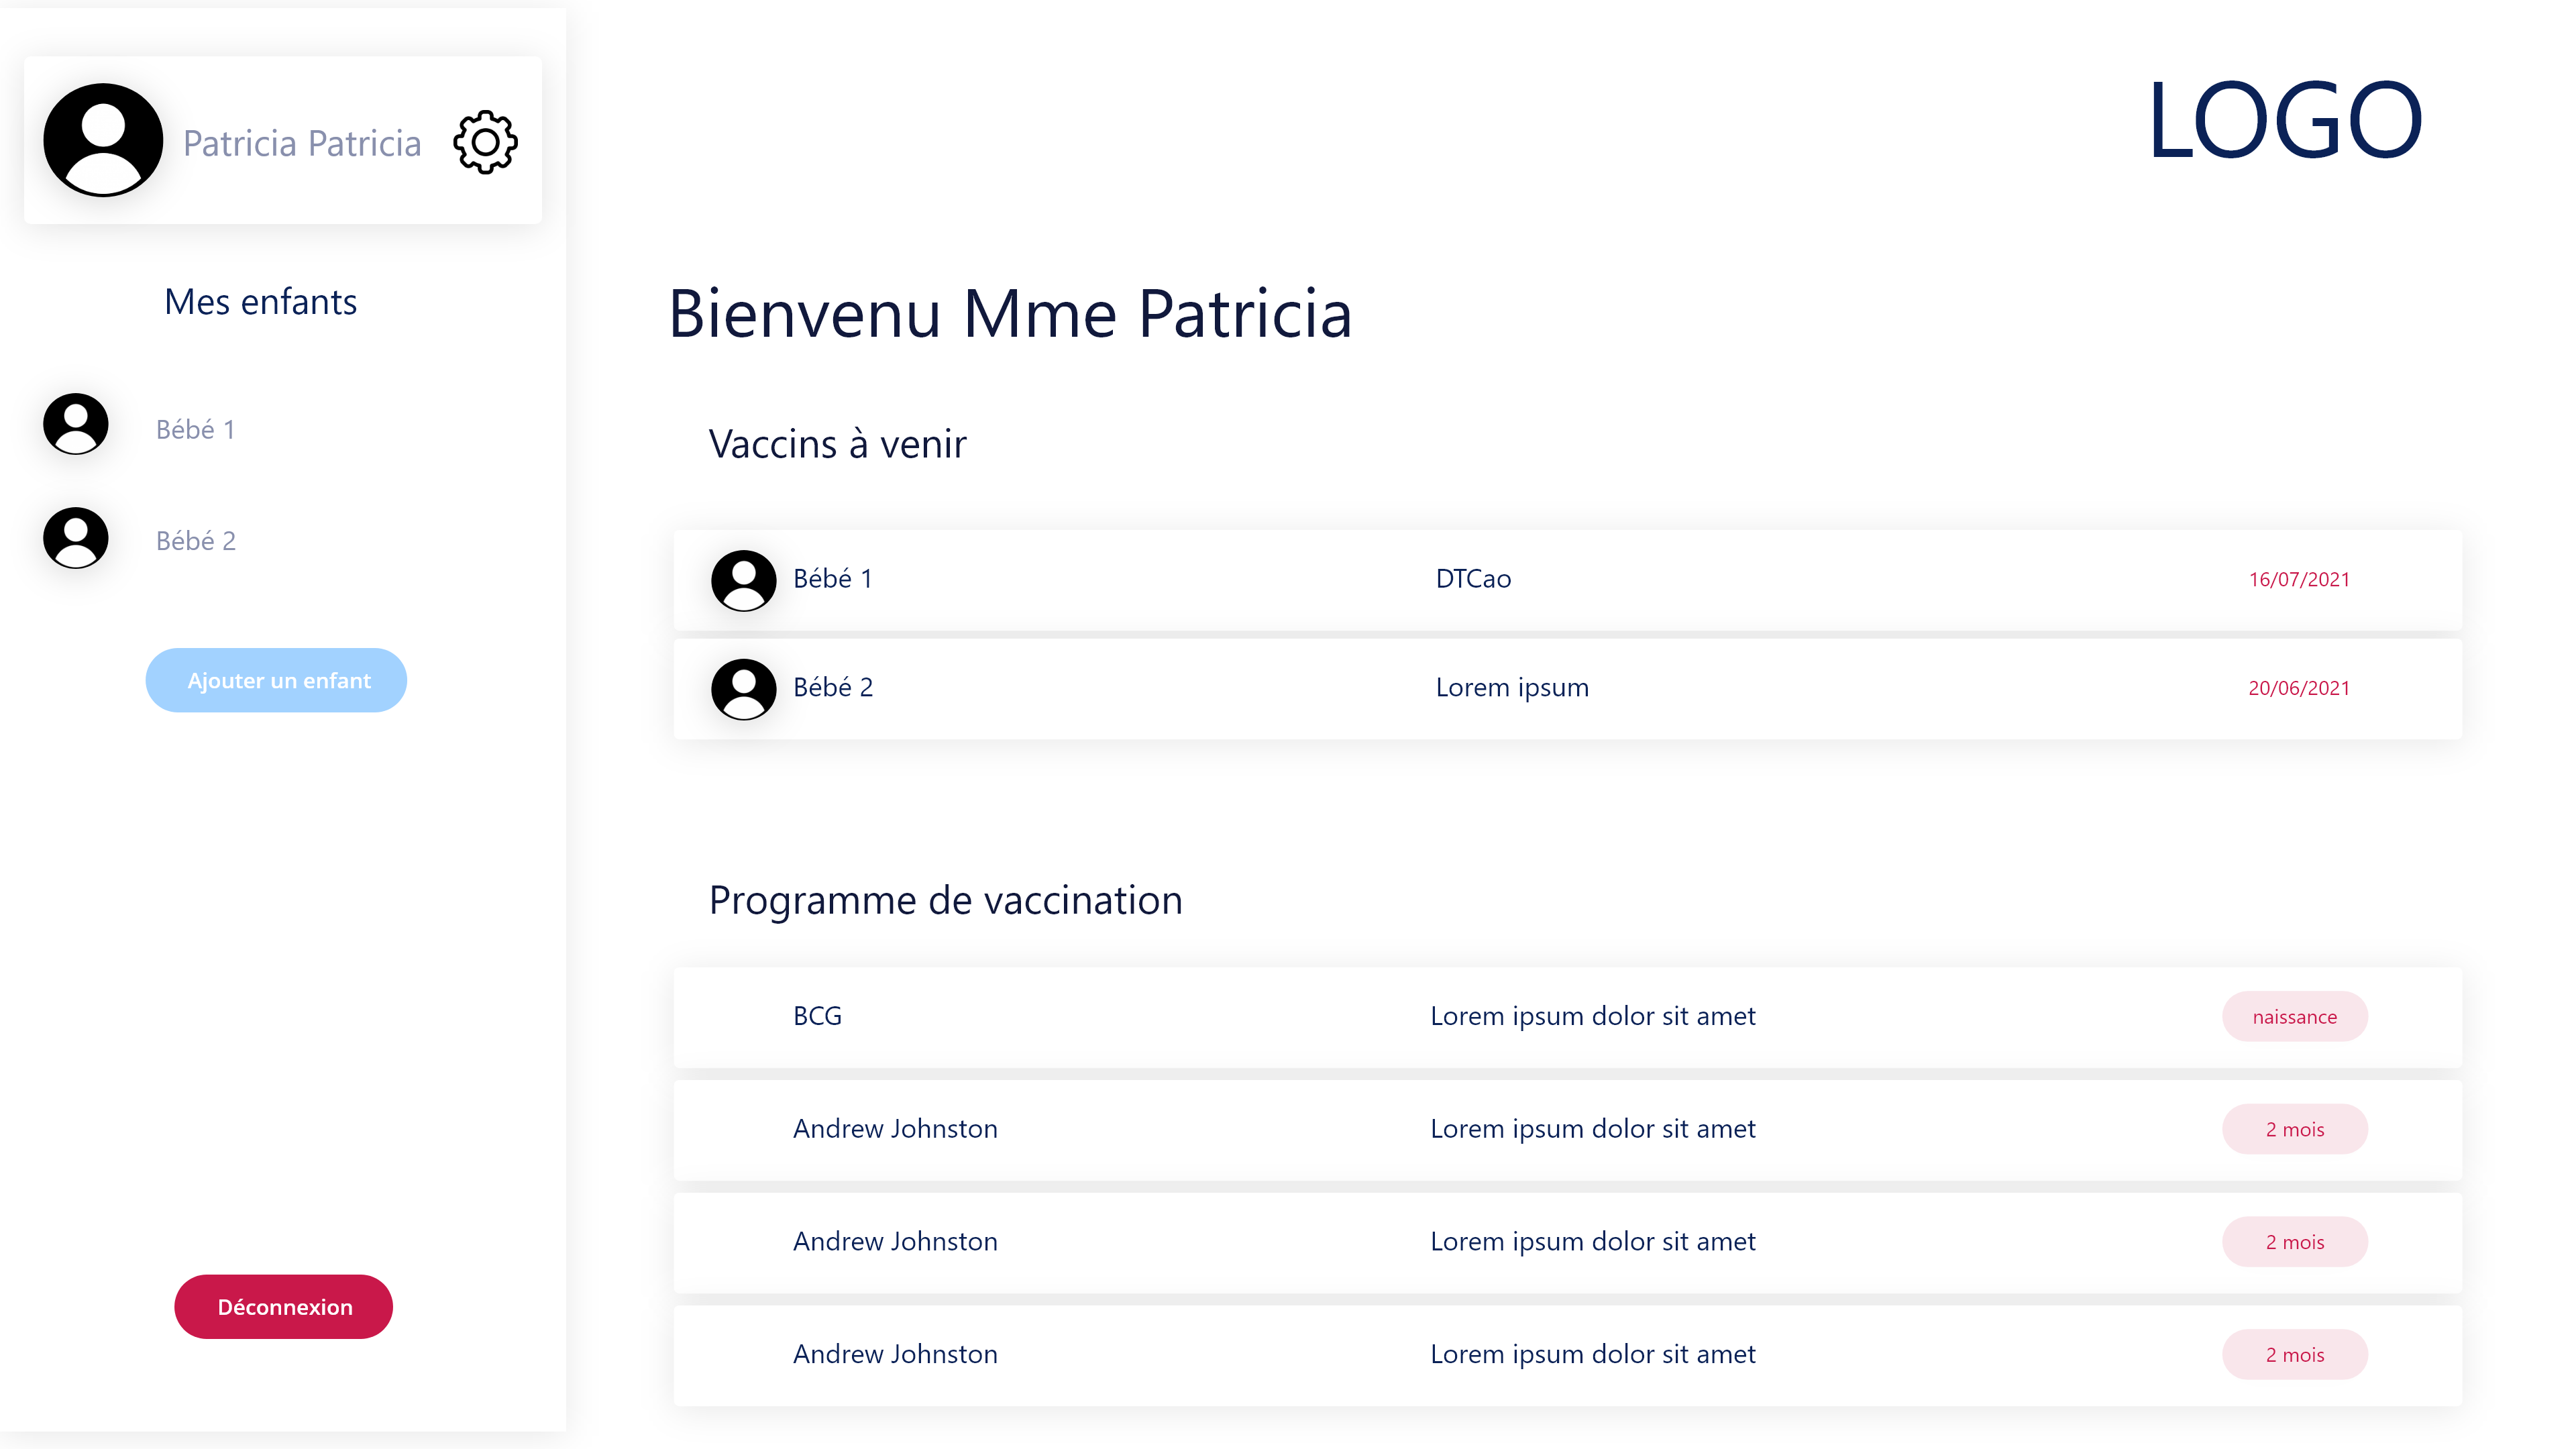 Patricia Patricia
Mes enfants
Bébé 1
Bébé 2
Ajouter un enfant
Déconnexion
LOGO
Bienvenu Mme Patricia
Vaccins à venir
Bébé 1 DTCao 16/07/2021
Bébé 2 Lorem ipsum 20/06/2021
Programme de vaccination
BCG Lorem ipsum dolor sit amet naissance
Andrew Johnston Lorem ipsum dolor sit amet 2 mois
Andrew Johnston Lorem ipsum dolor sit amet 2 mois
Andrew Johnston Lorem ipsum dolor sit amet 2 mois